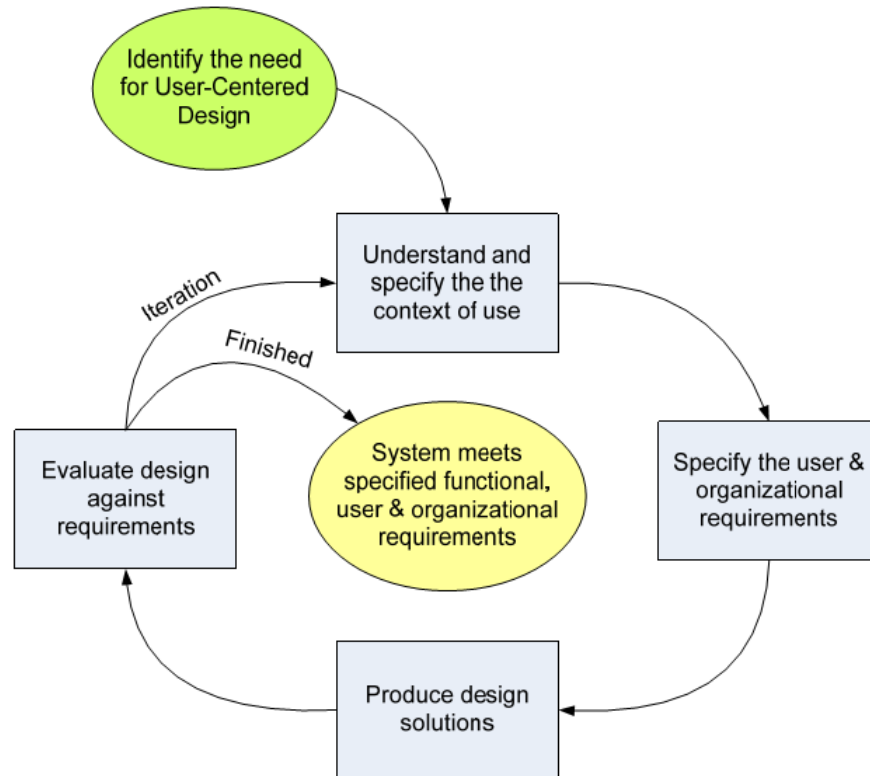 Identify the need
for User-Centered
Design
Understand and
specify the the
context of use
Iteration
Finished
System meets
specified functional,
user & organizational
requirements
Specify the user &
organizational
requirements
Evaluate design
against
requirements
Produce design
solutions